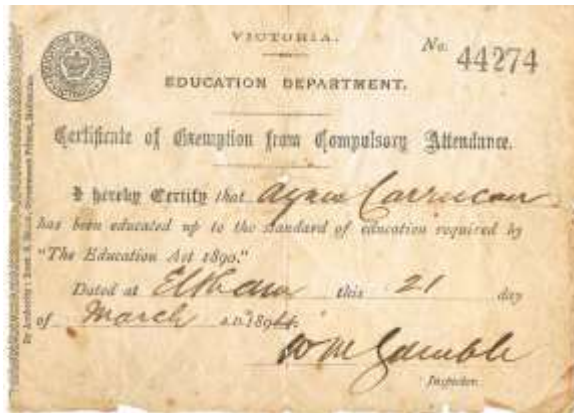 VICTORIA.
No. 44274
EDUCATION DEPARTMENT.
Certificate of Exemption from Compulsory Attendance.
I hereby Certify that Agnes
has been educated up to the standard of education required by
"The Education Act 1890."
Dated at Eltham this 21 day
of March A.D. 1894.
Gamble
Inspector.